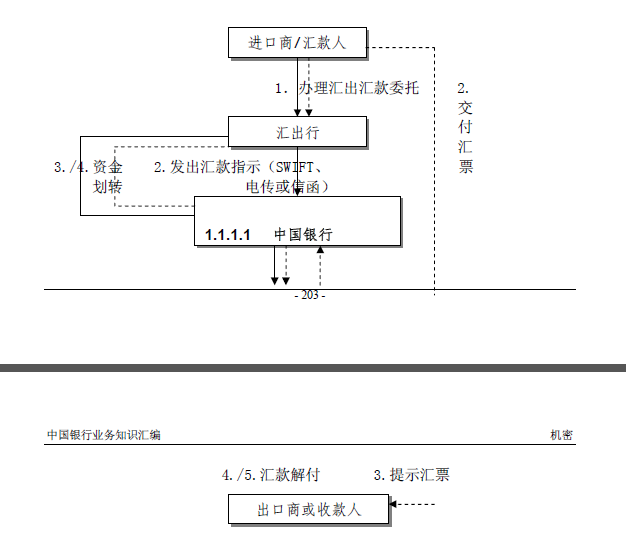 进口商/汇款人
1. 办理汇出汇款委托
2.
交
付
汇
票
汇出行
3./4.资金
划转
2.发出汇款指示（SWIFT、
电传或信函）
1.1.1.1 中国银行
- 203 -
中国银行业务知识汇编 机密
4./5.汇款解付 3.提示汇票
出口商或收款人